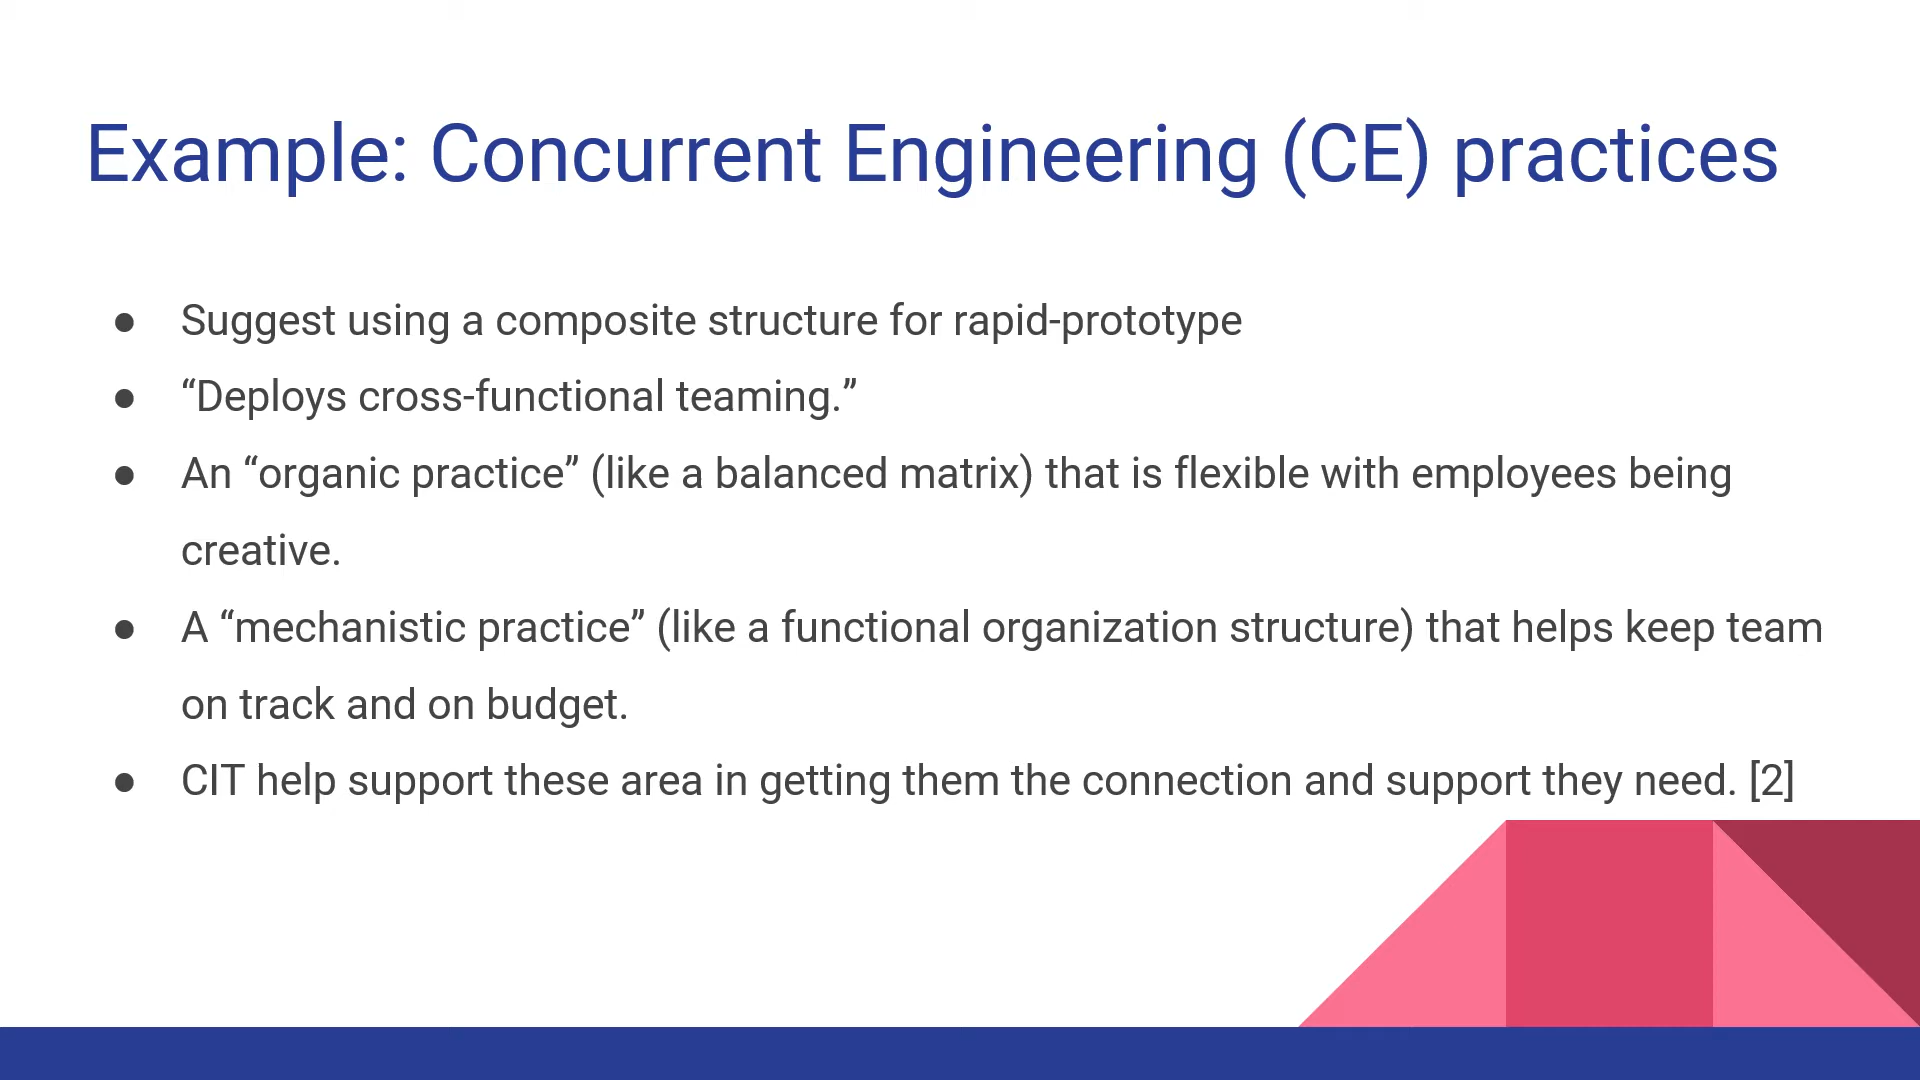 Example: Concurrent Engineering (CE) practices
● Suggest using a composite structure for rapid-prototype
● “Deploys cross-functional teaming.”
● An “organic practice” (like a balanced matrix) that is flexible with employees being
creative.
● A “mechanistic practice” (like a functional organization structure) that helps keep team
on track and on budget.
● CIT help support these area in getting them the connection and support they need. [2]